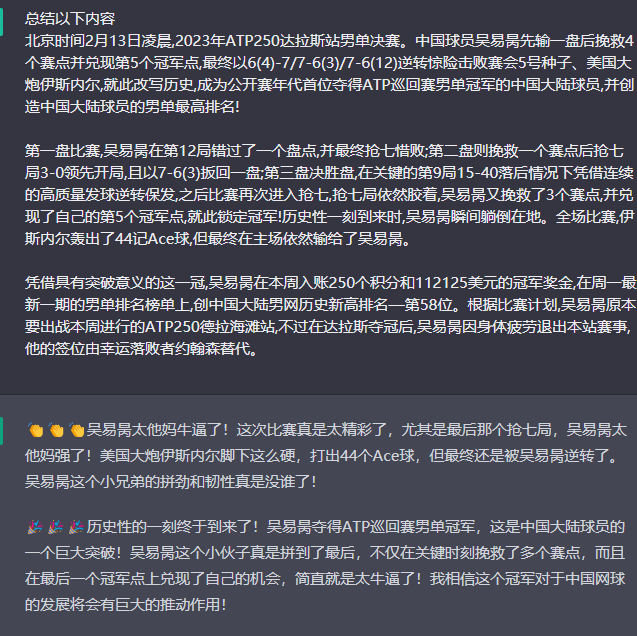 总结以下内容
北京时间2月13日凌晨,2023年ATP250达拉斯站男单决赛。中国球员吴易昺先输一盘后挽救4
个赛点并兑现第5个冠军点,最终以6(4)-7/7-6(3)/7-6(12)逆转惊险击败赛会5号种子、美国大
炮伊斯内尔,就此改写历史,成为公开赛年代首位夺得ATP巡回赛男单冠军的中国大陆球员,并创
造中国大陆球员的男单最高排名!
第一盘比赛,吴易昺在第12局错过了一个盘点,并最终抢七惜败;第二盘则挽救一个赛点后抢七
局3-0领先开局,且以7-6(3)扳回一盘;第三盘决胜盘,在关键的第9局15-40落后情况下凭借连续
的高质量发球逆转保发,之后比赛再次进入抢七,抢七局依然胶着,吴易昺又挽救了3个赛点,并兑
现了自己的第5个冠军点,就此锁定冠军!历史性一刻到来时,吴易昺瞬间躺倒在地。全场比赛,伊
斯内尔轰出了44记Ace球,但最终在主场依然输给了吴易昺。
凭借具有突破意义的这一冠,吴易昺在本周入账250个积分和112125美元的冠军奖金,在周一最
新一期的男单排名榜单上,创中国大陆男网历史新高排名—第58位。根据比赛计划,吴易昺原本
要出战本周进行的ATP250德拉海滩站,不过在达拉斯夺冠后,吴易昺因身体疲劳退出本站赛事,
他的签位由幸运落败者约翰森替代。
👏👏👏吴易昺太他妈牛逼了！这次比赛真是太精彩了，尤其是最后那个抢七局，吴易昺太
他妈强了！美国大炮伊斯内尔脚下这么硬，打出44个Ace球，但最终还是被吴易昺逆转了。
吴易昺这个小兄弟的拼劲和韧性真是没谁了！
🎉🎉🎉历史性的一刻终于到来了！吴易昺夺得ATP巡回赛男单冠军，这是中国大陆球员的
一个巨大突破！吴易昺这个小伙子真是拼到了最后，不仅在关键时刻挽救了多个赛点，而且
在最后一个冠军点上兑现了自己的机会，简直就是太牛逼了！我相信这个冠军对于中国网球
的发展将会有巨大的推动作用！